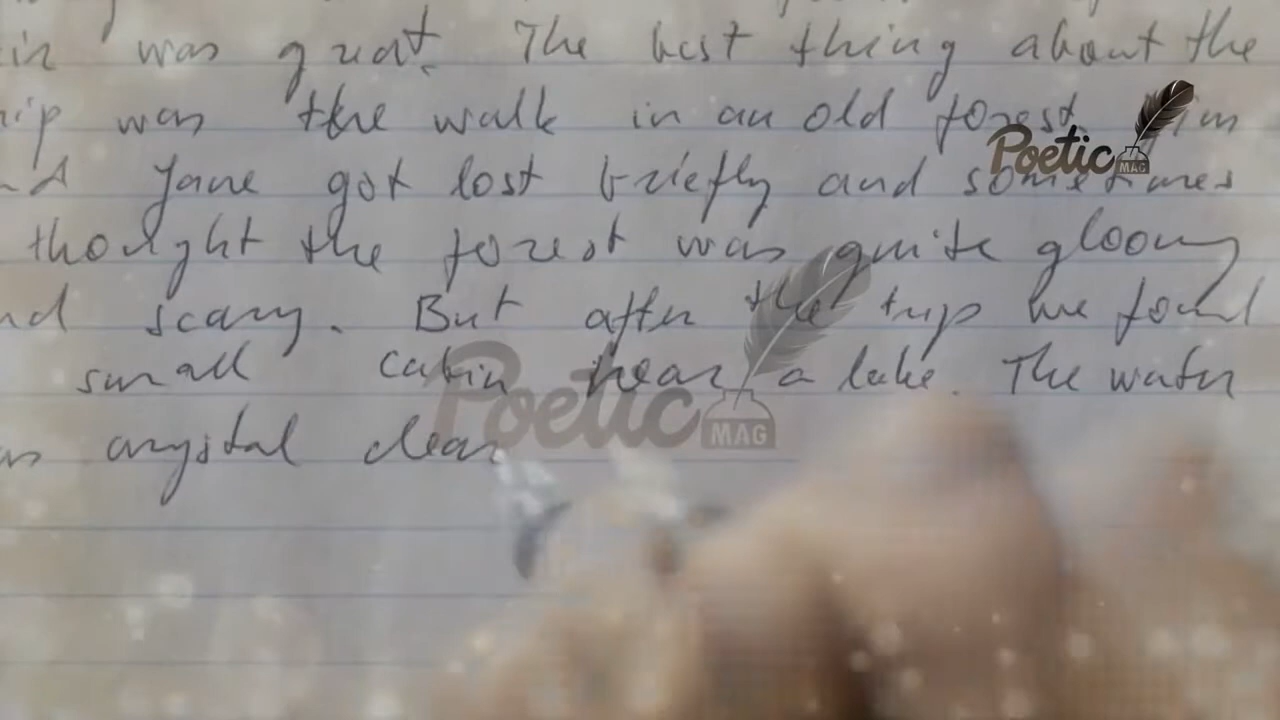 was great. The best thing about the
was the walk in an old forest.
Jane got lost briefly and sometimes
thought the forest was quite gloomy
scary. But after the trip we found
small cabin near a lake. The water
crystal clear
Poetic
MAG
Poetic
MAG